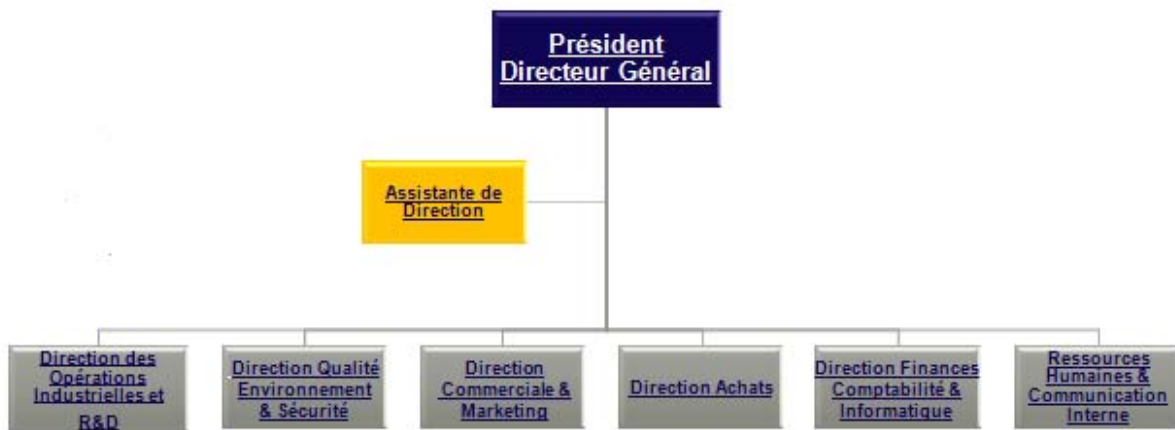 Président
Directeur Général
Assistante de
Direction
Direction des
Opérations
Industrielles et
R&D
Direction Qualité
Environnement
& Sécurité
Direction
Commerciale &
Marketing
Direction Achats
Direction Finances
Comptabilité &
Informatique
Ressources
Humaines &
Communication
Interne